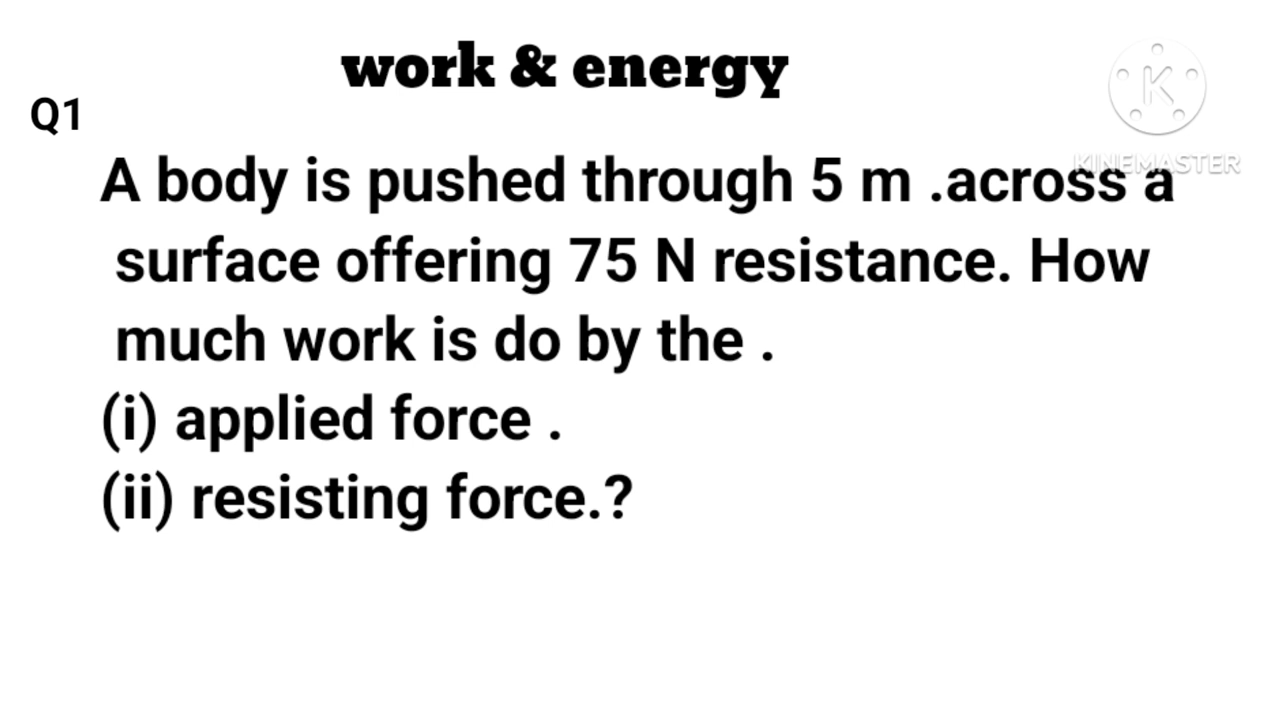 work & energy
Q1
A body is pushed through 5 m .across a
surface offering 75 N resistance. How
much work is do by the .
(i) applied force .
(ii) resisting force.?
K
KINEMASTER